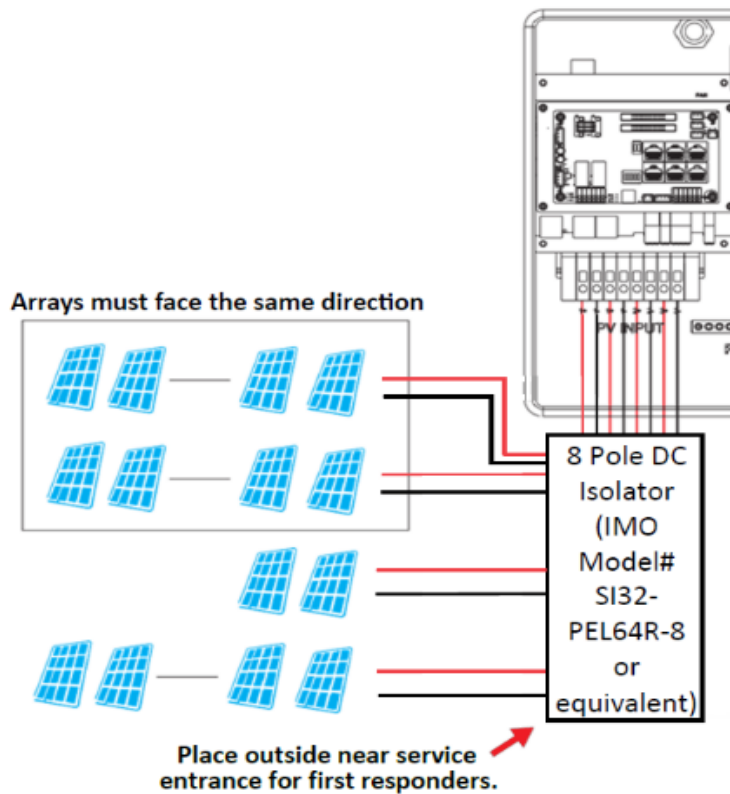 Arrays must face the same direction
PV INPUT
8 Pole DC
Isolator
(IMO
Model#
SI32-
PEL64R-8
or
equivalent)
Place outside near service
entrance for first responders.